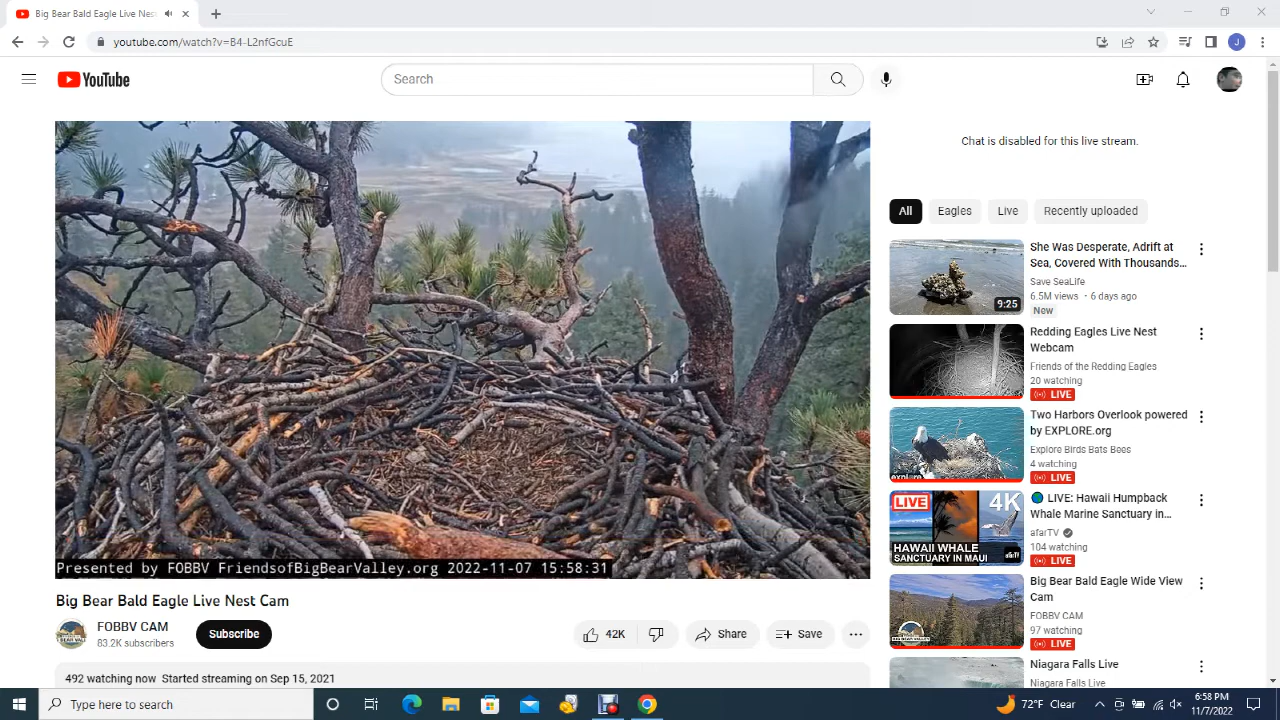 Big Bear Bald Eagle Live Nest
youtube.com/watch?v=B4-L2nfGcuE
J
YouTube
Search
Chat is disabled for this live stream.
All
Eagles
Live
Recently uploaded
She Was Desperate, Adrift at
Sea, Covered With Thousands...
Save SeaLife
6.5M views • 6 days ago
New
9:25
Redding Eagles Live Nest
Webcam
Friends of the Redding Eagles
20 watching
LIVE
Two Harbors Overlook powered
by EXPLORE.org
Explore Birds Bats Bees
4 watching
LIVE
explore
LIVE: Hawaii Humpback
Whale Marine Sanctuary in...
afarTV
104 watching
LIVE
LIVE
4K
HAWAII WHALE
SANCTUARY IN MAUI
Big Bear Bald Eagle Wide View
Cam
FOBBV CAM
97 watching
LIVE
Niagara Falls Live
Niagara Falls Live
Presented by FOBBV FriendsofBigBearValley.org 2022-11-07 15:58:31
Big Bear Bald Eagle Live Nest Cam
FOBBV CAM
83.2K subscribers
Subscribe
42K
Share
Save
492 watching now Started streaming on Sep 15, 2021
Type here to search
72°F Clear
6:58 PM
11/7/2022